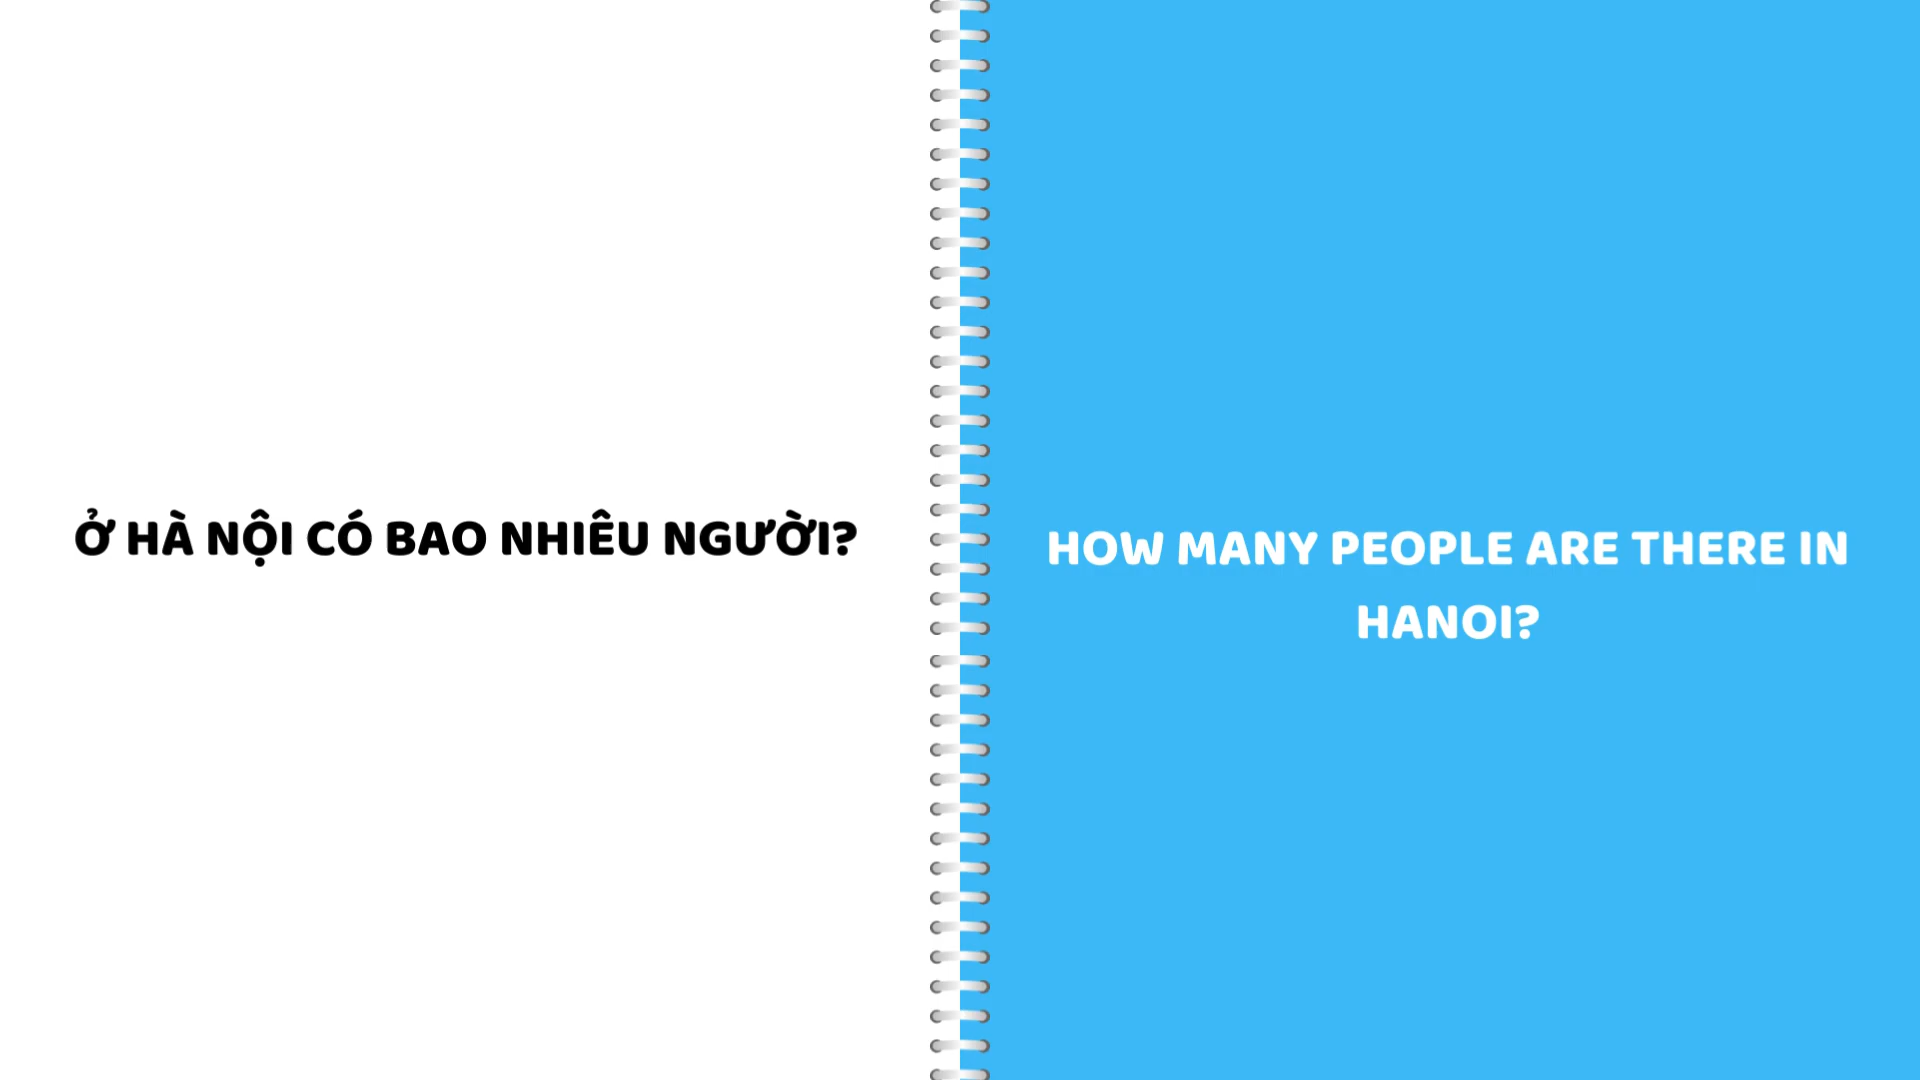 Ở HÀ NỘI CÓ BAO NHIÊU NGƯỜI?
HOW MANY PEOPLE ARE THERE IN
HANOI?